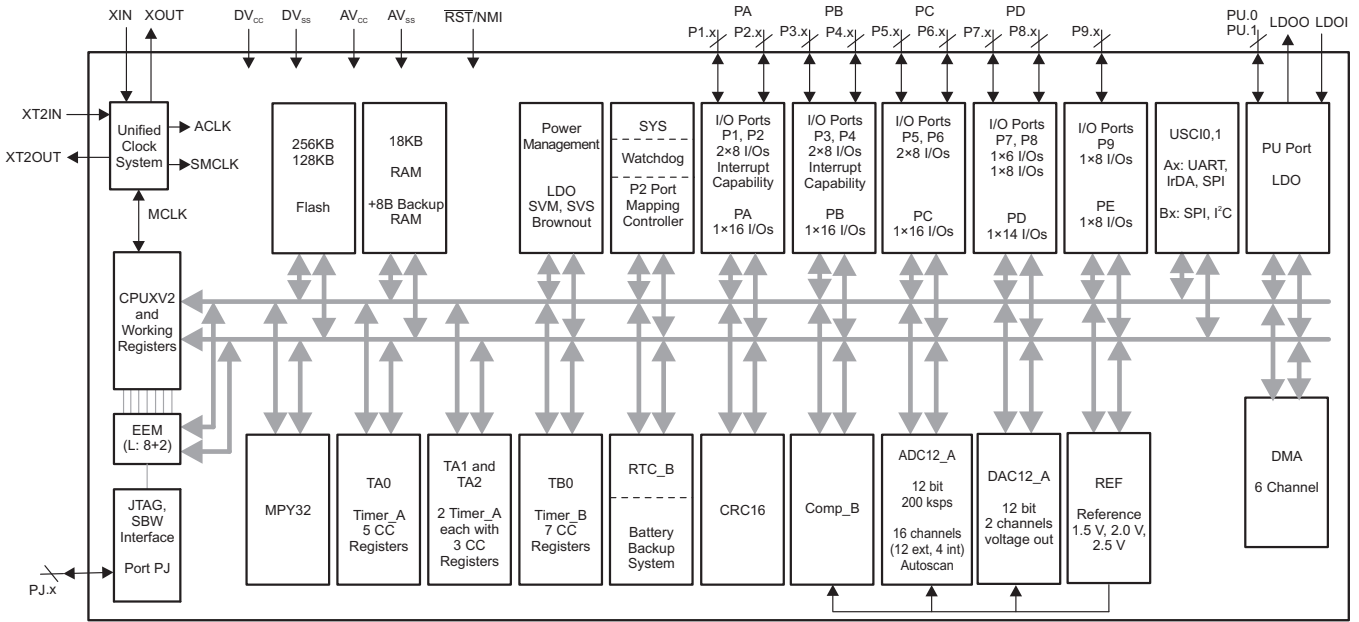 XIN XOUT DVCC DVSS AVCC AVSS RST/NMI PA PB PC PD PU.0 LDOO LDOI
P1.x P2.x P3.x P4.x P5.x P6.x P7.x P8.x P9.x PU.1
XT2IN
XT2OUT
Unified
Clock
System
ACLK
SMCLK
MCLK
256KB
128KB
Flash
18KB
RAM
+8B Backup
RAM
Power
Management
LDO
SVM, SVS
Brownout
SYS
Watchdog
P2 Port
Mapping
Controller
I/O Ports
P1, P2
2×8 I/Os
Interrupt
Capability
PA
1×16 I/Os
I/O Ports
P3, P4
2×8 I/Os
Interrupt
Capability
PB
1×16 I/Os
I/O Ports
P5, P6
2×8 I/Os
PC
1×16 I/Os
I/O Ports
P7, P8
1×6 I/Os
1×8 I/Os
PD
1×14 I/Os
I/O Ports
P9
1×8 I/Os
PE
1×8 I/Os
USCI0,1
Ax: UART,
IrDA, SPI
Bx: SPI, I²C
PU Port
LDO
CPUXV2
and
Working
Registers
EEM
(L: 8+2)
JTAG,
SBW
Interface
Port PJ
PJ.x
MPY32
TA0
Timer_A
5 CC
Registers
TA1 and
TA2
2 Timer_A
each with
3 CC
Registers
TB0
Timer_B
7 CC
Registers
RTC_B
Battery
Backup
System
CRC16
Comp_B
ADC12_A
12 bit
200 ksps
16 channels
(12 ext, 4 int)
Autoscan
DAC12_A
12 bit
2 channels
voltage out
REF
Reference
1.5 V, 2.0 V,
2.5 V
DMA
6 Channel